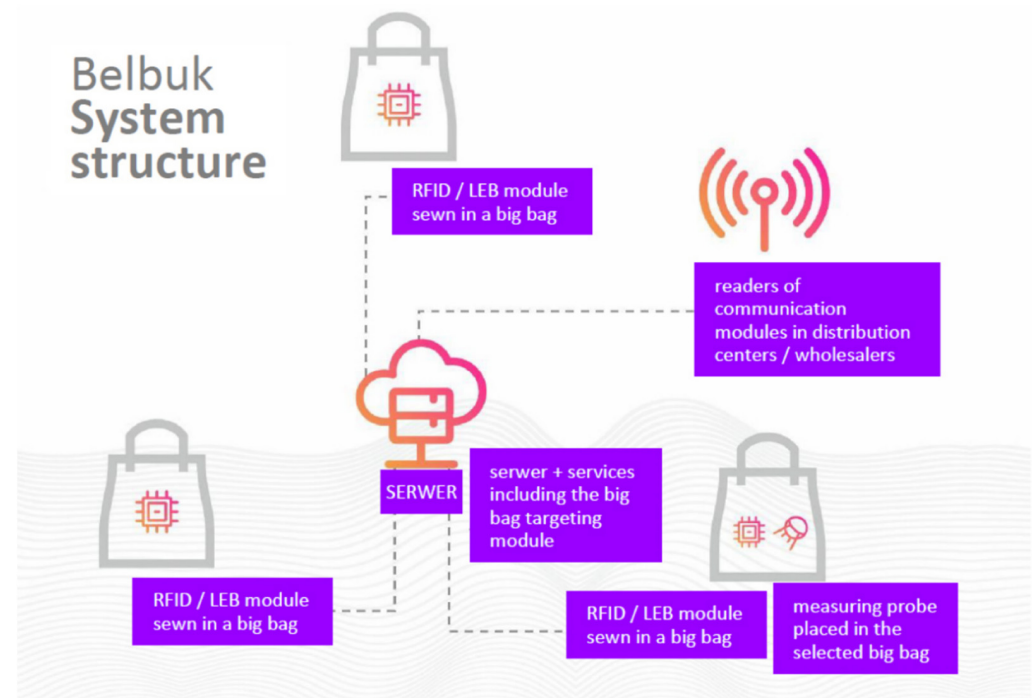 Belbuk
System
structure
RFID / LEB module
sewn in a big bag
readers of
communication
modules in distribution
centers / wholesalers
SERWER
serwer + services
including the big
bag targeting
module
RFID / LEB module
sewn in a big bag
RFID / LEB module
sewn in a big bag
measuring probe
placed in the
selected big bag